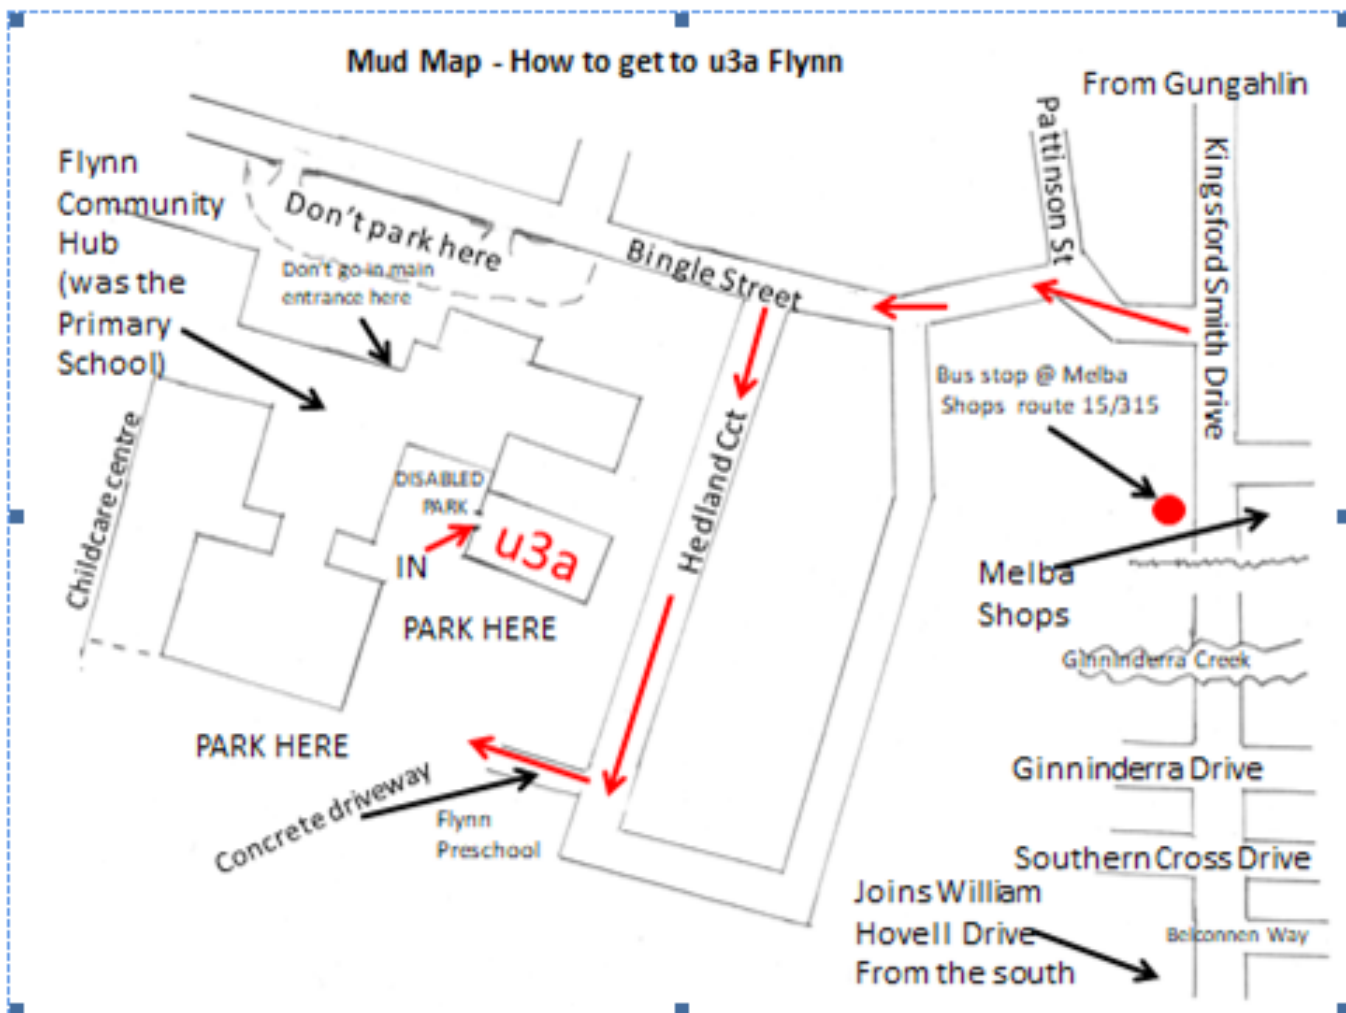 Mud Map - How to get to u3a Flynn
From Gungahlin
Pattinson St
Kingsford Smith Drive
Flynn
Community
Hub
(was the
Primary
School)
Don't park here
Don't go in main
entrance here
Bingle Street
Bus stop @ Melba
Shops route 15/315
Childcare centre
Hedland Cct
DISABLED
PARK
u3a
IN
Melba
Shops
PARK HERE
Ginninderra Creek
PARK HERE
Concrete driveway
Flynn
Preschool
Ginninderra Drive
Southern Cross Drive
Joins William
Hovell Drive
From the south
Belconnen Way